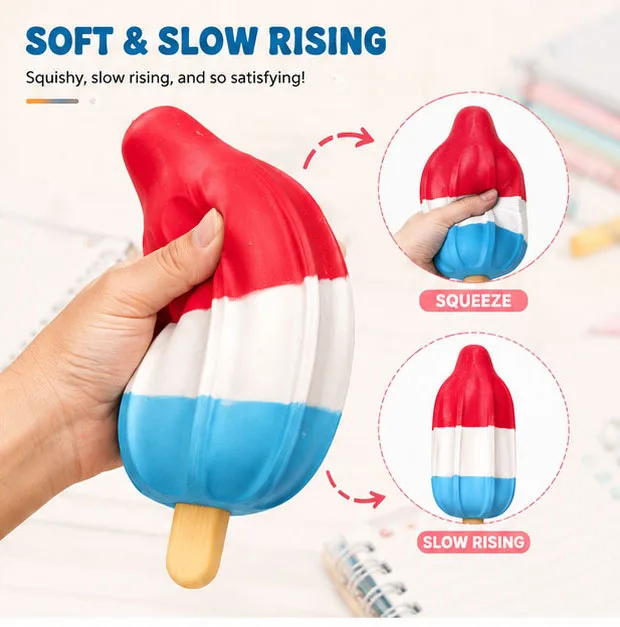 SOFT & SLOW RISING
Squishy, slow rising, and so satisfying!
SQUEEZE
SLOW RISING